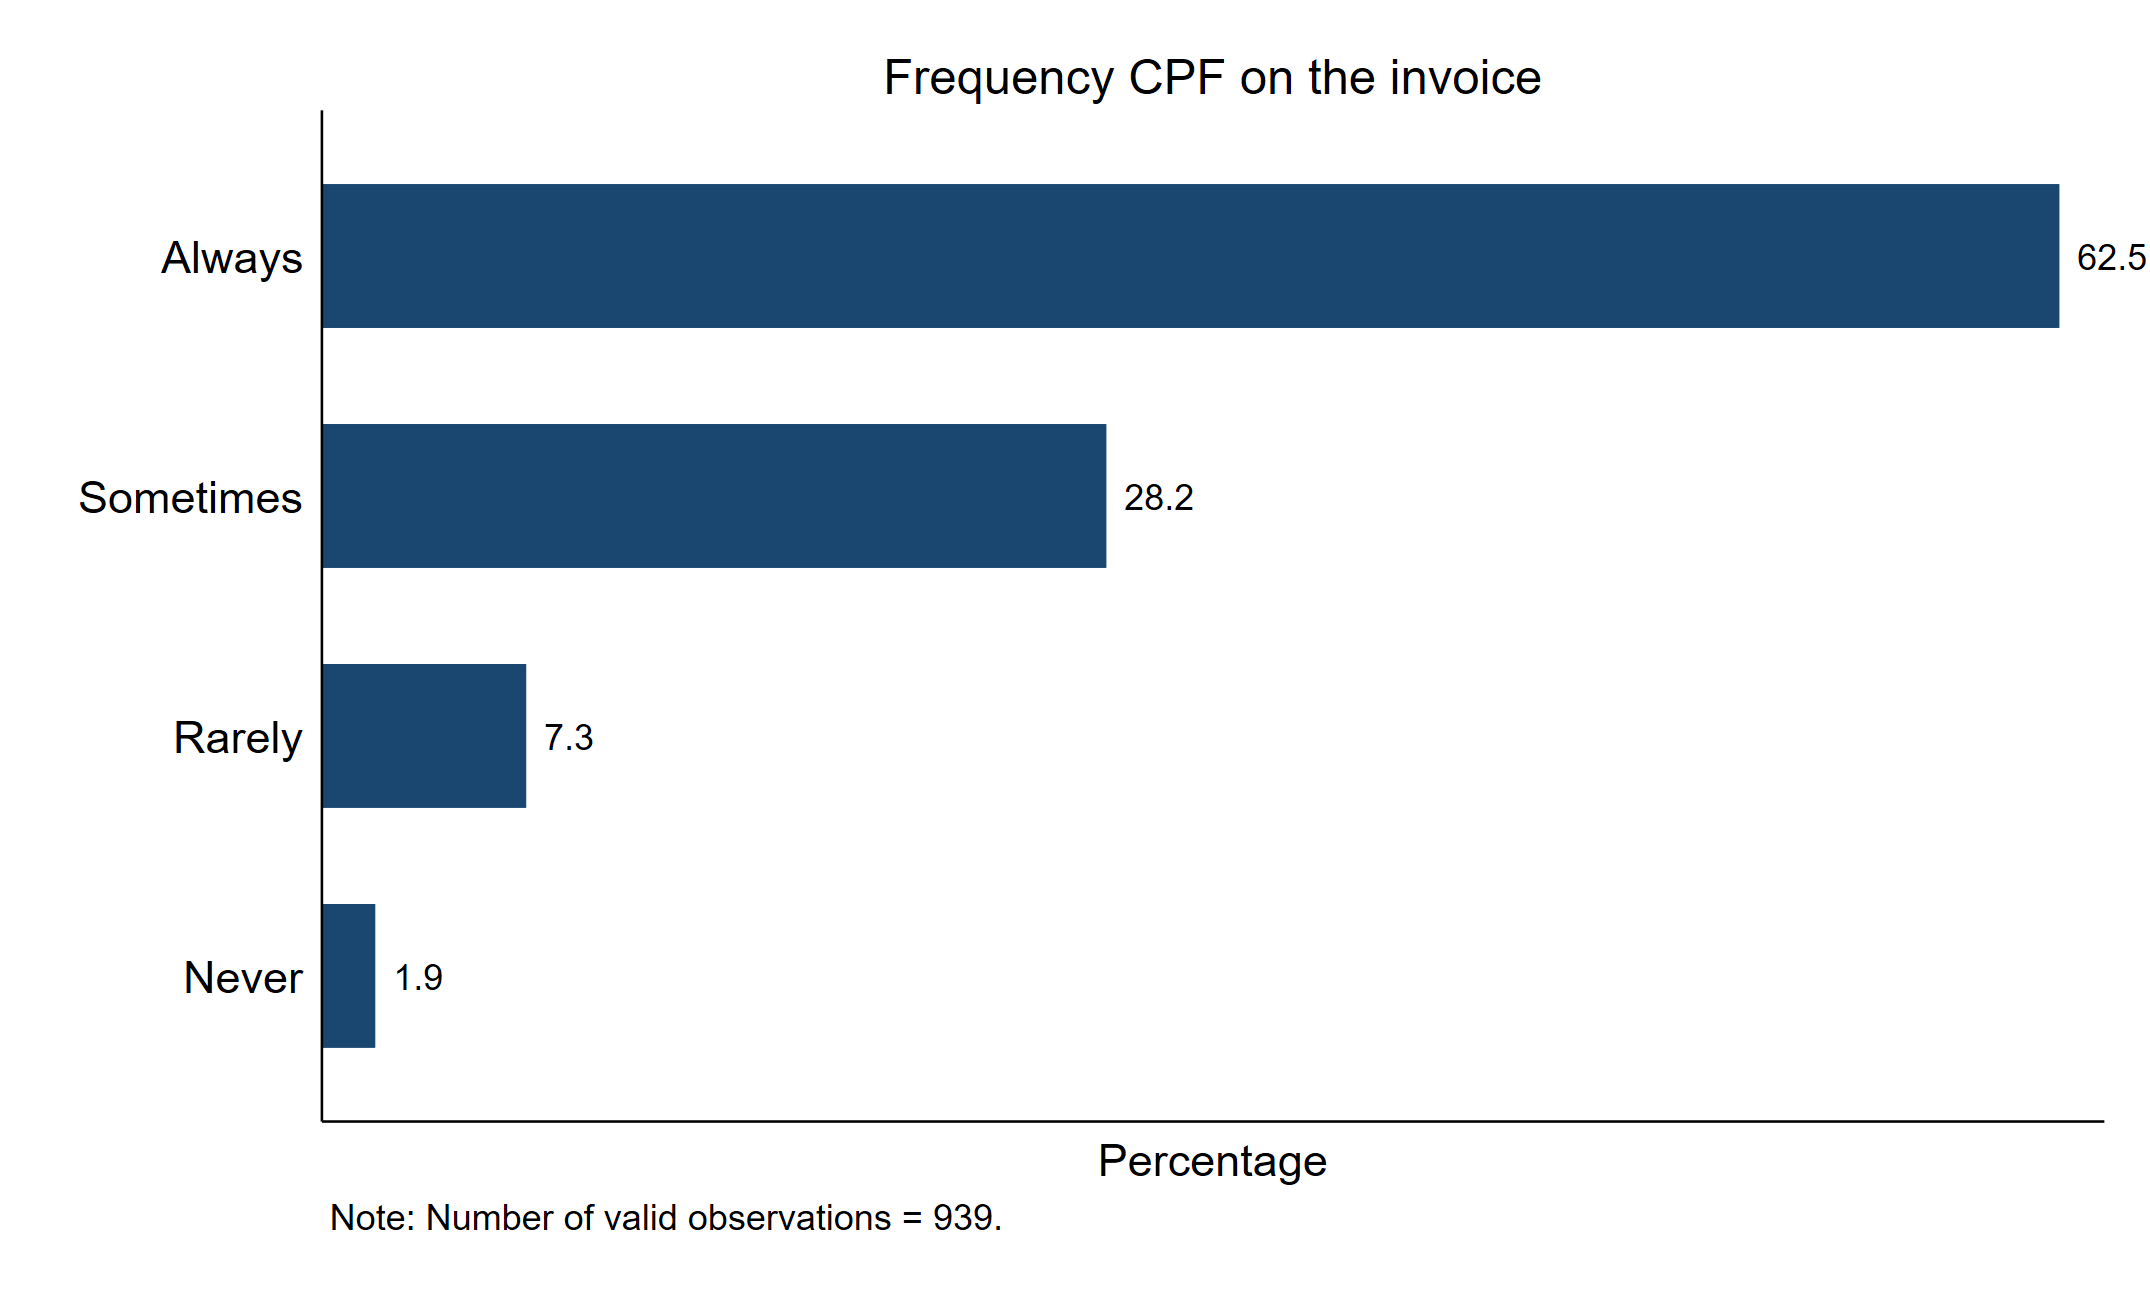 Frequency CPF on the invoice
Always 62.5
Sometimes 28.2
Rarely 7.3
Never 1.9
Percentage
Note: Number of valid observations = 939.